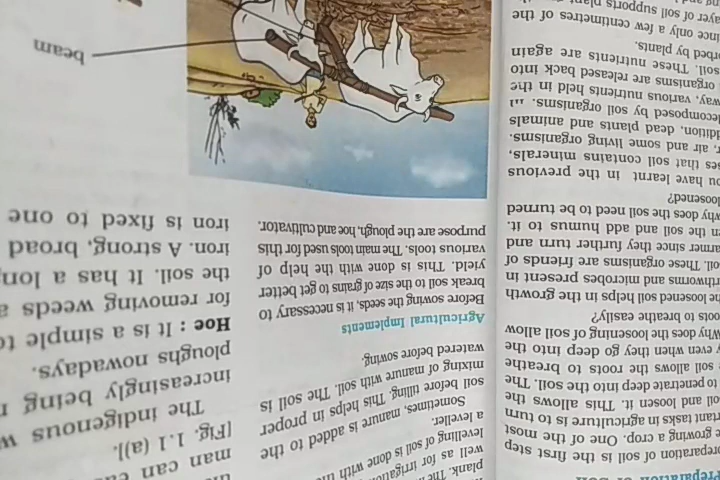 Preparation of Soil
preparation of soil is the first step
e growing a crop. One of the most
rtant tasks in agriculture is to turn
oil and loosen it. This allows the
to penetrate deep into the soil. The
e soil allows the roots to breathe
y even when they go deep into the
Why does the loosening of soil allow
oots to breathe easily?
he loosened soil helps in the growth
rthworms and microbes present in
oil. These organisms are friends of
armer since they further turn and
en the soil and add humus to it.
why does the soil need to be turned
loosened?
ou have learnt in the previous
ses that soil contains minerals,
r, air and some living organisms.
ddition, dead plants and animals
decomposed by soil organisms.
way, various nutrients held in the
organisms are released back into
soil. These nutrients are again
rbed by plants.
ince only a few centimetres of the
ayer of soil supports plant
plank. The
well as for irrigation
levelling of soil is done with
a leveller.
Sometimes, manure is added to the
soil before tilling. This helps in proper
mixing of manure with soil. The soil is
watered before sowing.
Agricultural Implements
Before sowing the seeds, it is necessary to
break soil to the size of grains to get better
yield. This is done with the help of
various tools. The main tools used for this
purpose are the plough, hoe and cultivator.
man can
[Fig. 1.1 (a)].
The indigenous w
increasingly being r
ploughs nowadays.
Hoe : It is a simple to
for removing weeds a
the soil. It has a long
iron. A strong, broad
iron is fixed to one
beam